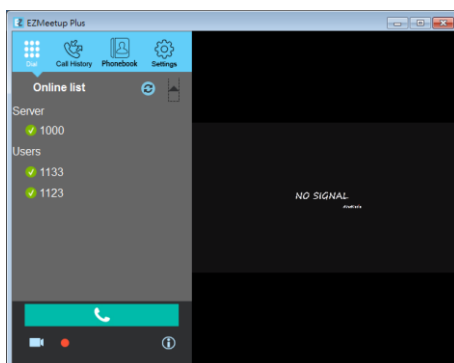 EZMeetup Plus
Dial
Call History
Phonebook
Settings
Online list
Server
1000
Users
1133
1123
NO SIGNAL